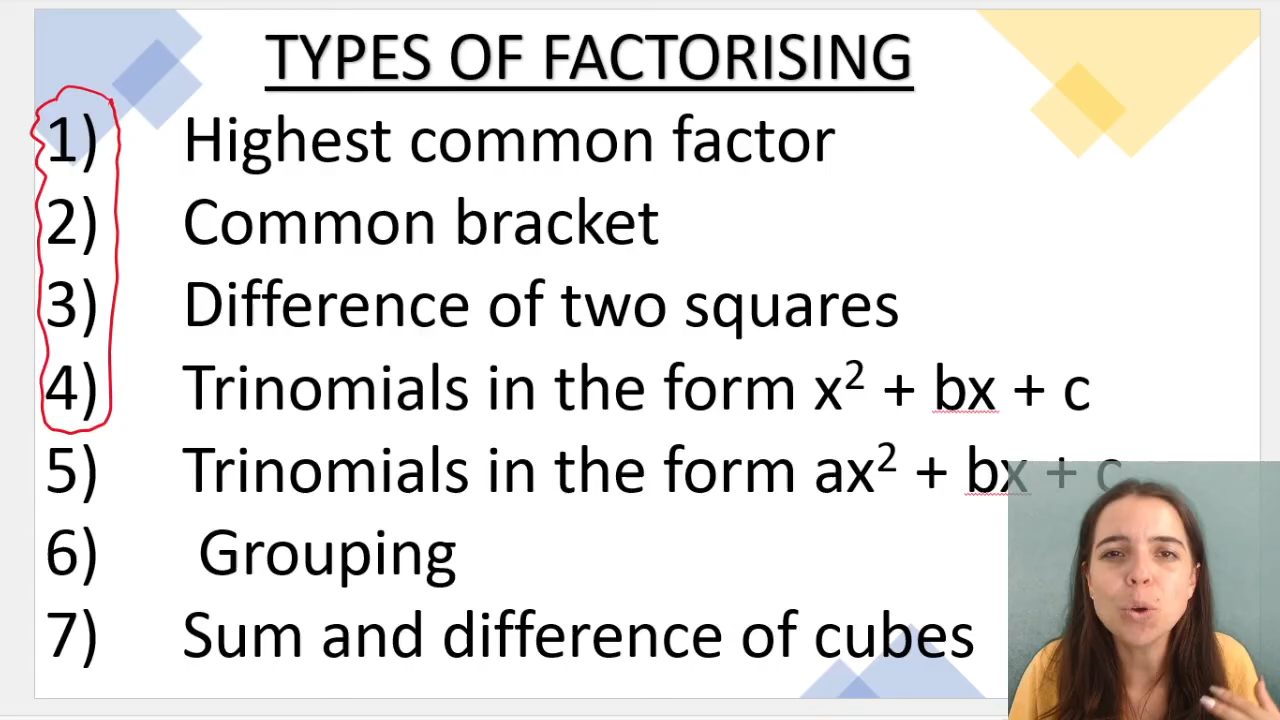 TYPES OF FACTORISING
1) Highest common factor
2) Common bracket
3) Difference of two squares
4) Trinomials in the form x² + bx + c
5) Trinomials in the form ax² + bx + c
6) Grouping
7) Sum and difference of cubes